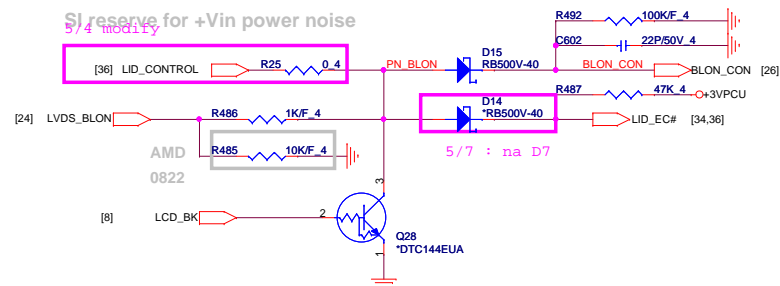 SI reserve for +Vin power noise
5/4 modify
R492 100K/F_4
C602 22P/50V_4
D15
RB500V-40
[36] LID_CONTROL R25 0_4 PN_BLON BLON_CON BLON_CON [26]
R487 47K_4 +3VPCU
D14
*RB500V-40
[24] LVDS_BLON R486 1K/F_4 LID_EC# [34,36]
R485 10K/F_4
AMD
0822
5/7 : na D7
3
[8] LCD_BK 2
Q28
*DTC144EUA
1